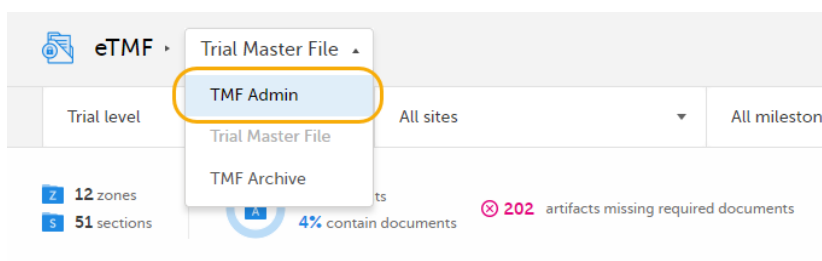 eTMF
Trial Master File
TMF Admin
Trial Master File
TMF Archive
Trial level
All sites
All mileston
Z 12 zones
S 51 sections
A
ts
4% contain documents
202 artifacts missing required documents